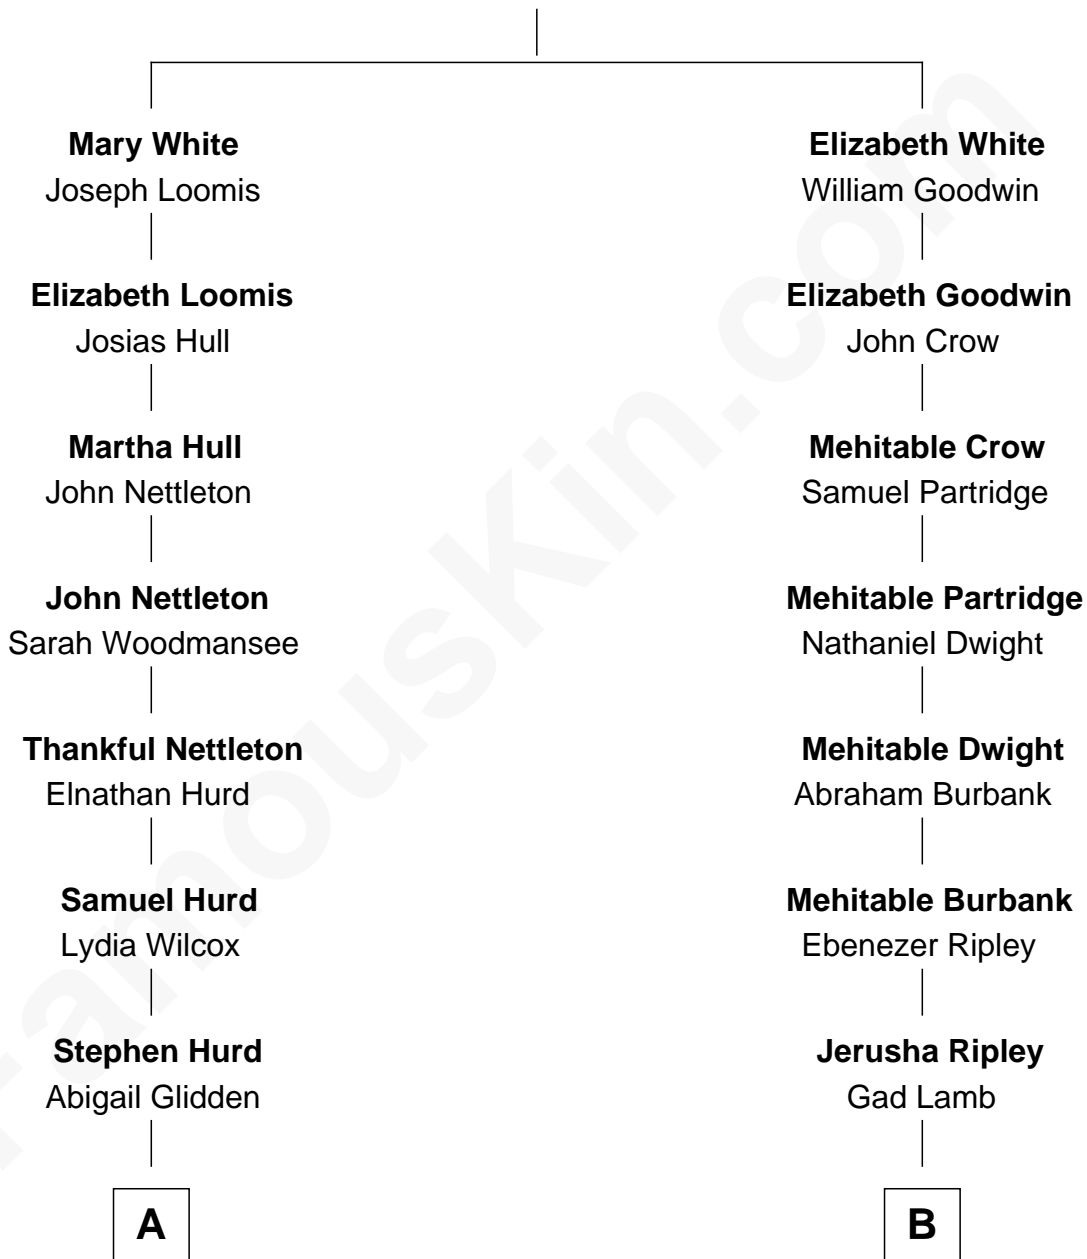 Mary White
Joseph Loomis
Elizabeth Loomis
Josias Hull
Martha Hull
John Nettleton
John Nettleton
Sarah Woodmansee
Thankful Nettleton
Elnathan Hurd
Samuel Hurd
Lydia Wilcox
Stephen Hurd
Abigail Glidden
A
Elizabeth White
William Goodwin
Elizabeth Goodwin
John Crow
Mehitable Crow
Samuel Partridge
Mehitable Partridge
Nathaniel Dwight
Mehitable Dwight
Abraham Burbank
Mehitable Burbank
Ebenezer Ripley
Jerusha Ripley
Gad Lamb
B
FamousKin.com